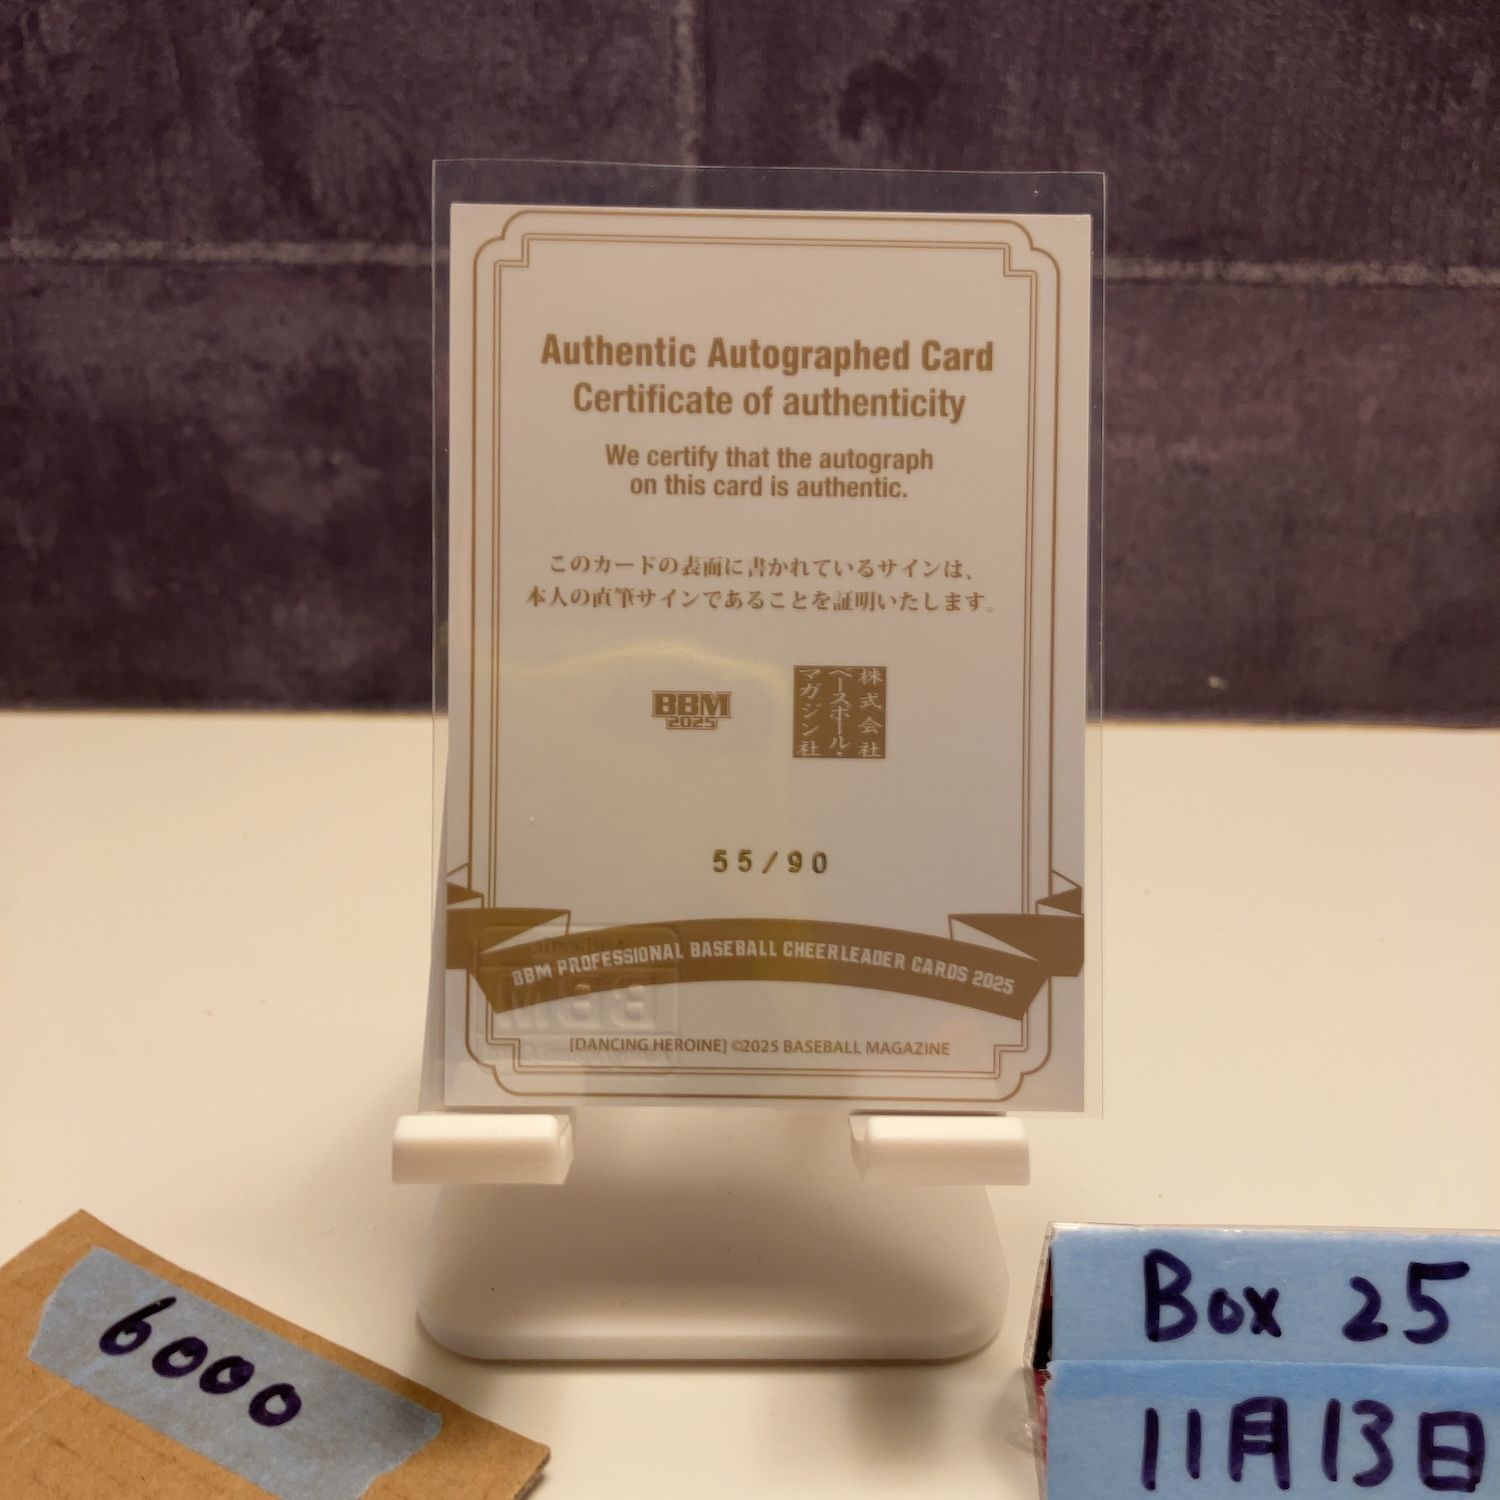 Authentic Autographed Card
Certificate of authenticity
We certify that the autograph
on this card is authentic.
このカードの表面に書かれているサインは、
本人の直筆サインであることを証明いたします。
BBM
2025
株式会社
ベースボール・
マガジン社
55/90
BBM PROFESSIONAL BASEBALL CHEERLEADER CARDS 2025
BBM
[DANCING HEROINE] ©2025 BASEBALL MAGAZINE
6000
Box 25
11月13日